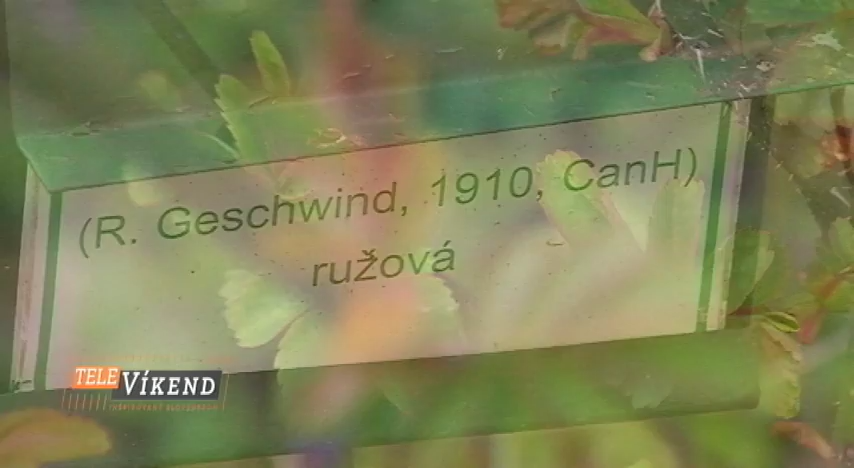 (R. Geschwind, 1910, CanH)
ružová
TELE VÍKEND